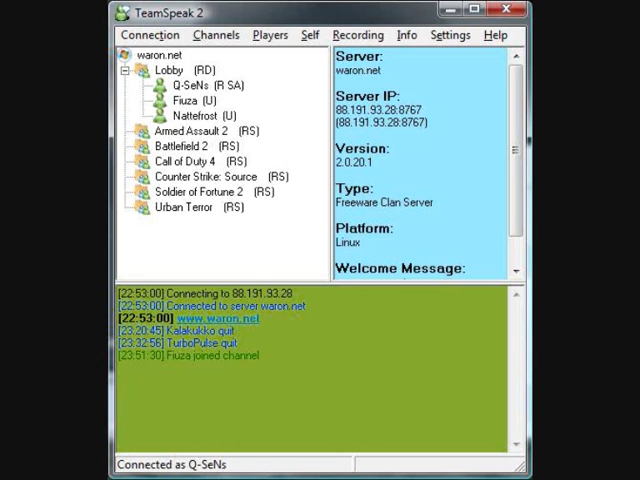 TeamSpeak 2
Connection Channels Players Self Recording Info Settings Help
waron.net
Lobby (RD)
Q-SeNs (R SA)
Fiuza (U)
Nattefrost (U)
Armed Assault 2 (RS)
Battlefield 2 (RS)
Call of Duty 4 (RS)
Counter Strike: Source (RS)
Soldier of Fortune 2 (RS)
Urban Terror (RS)
Server:
waron.net
Server IP:
88.191.93.28:8767
(88.191.93.28:8767)
Version:
2.0.20.1
Type:
Freeware Clan Server
Platform:
Linux
Welcome Message:
[22:53:00] Connecting to 88.191.93.28
[22:53:00] Connected to server waron.net
[22:53:00] www.waron.net
[23:20:45] Kalakukko quit
[23:32:56] TurboPulse quit
[23:51:30] Fiuza joined channel
Connected as Q-SeNs